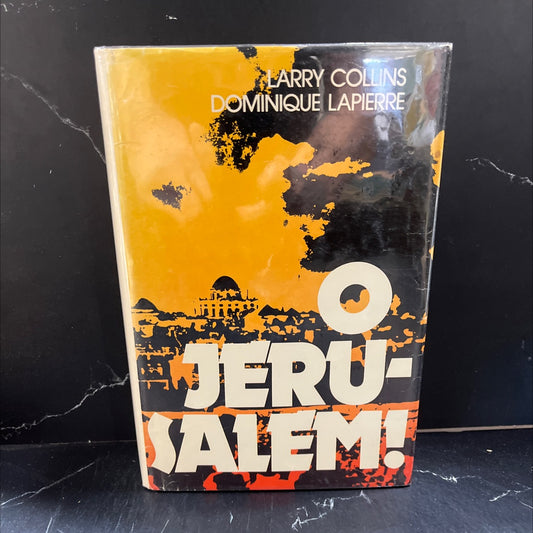 LARRY COLLINS
DOMINIQUE LAPIERRE
O
JERU-
SALEM!